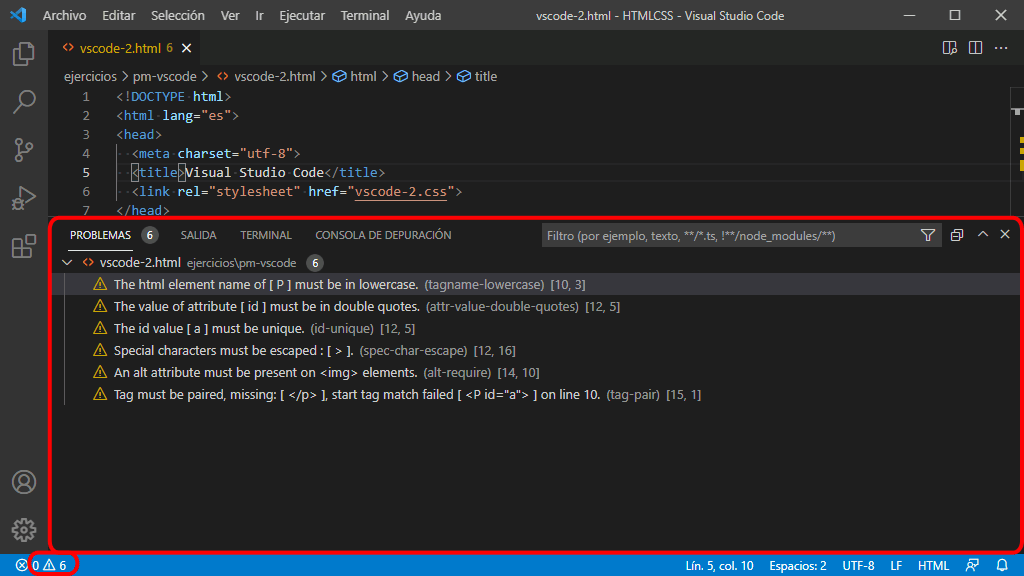 Archivo Editar Selección Ver Ir Ejecutar Terminal Ayuda vscode-2.html - HTMLCSS - Visual Studio Code
<> vscode-2.html 6
ejercicios > pm-vscode > <> vscode-2.html > html > head > title
1 <!DOCTYPE·html>
2 <html·lang="es">
3 <head>
4 ··<meta·charset="utf-8">
5 ··<title>Visual·Studio·Code</title>
6 ··<link·rel="stylesheet"·href="vscode-2.css">
7 </head>
PROBLEMAS 6 SALIDA TERMINAL CONSOLA DE DEPURACIÓN Filtro (por ejemplo, texto, **/*.ts, !**/node_modules/**)
<> vscode-2.html ejercicios\pm-vscode 6
The html element name of [ P ] must be in lowercase. (tagname-lowercase) [10, 3]
The value of attribute [ id ] must be in double quotes. (attr-value-double-quotes) [12, 5]
The id value [ a ] must be unique. (id-unique) [12, 5]
Special characters must be escaped : [ > ]. (spec-char-escape) [12, 16]
An alt attribute must be present on <img> elements. (alt-require) [14, 10]
Tag must be paired, missing: [ </p> ], start tag match failed [ <P id="a"> ] on line 10. (tag-pair) [15, 1]
0 6 Lín. 5, col. 10 Espacios: 2 UTF-8 LF HTML